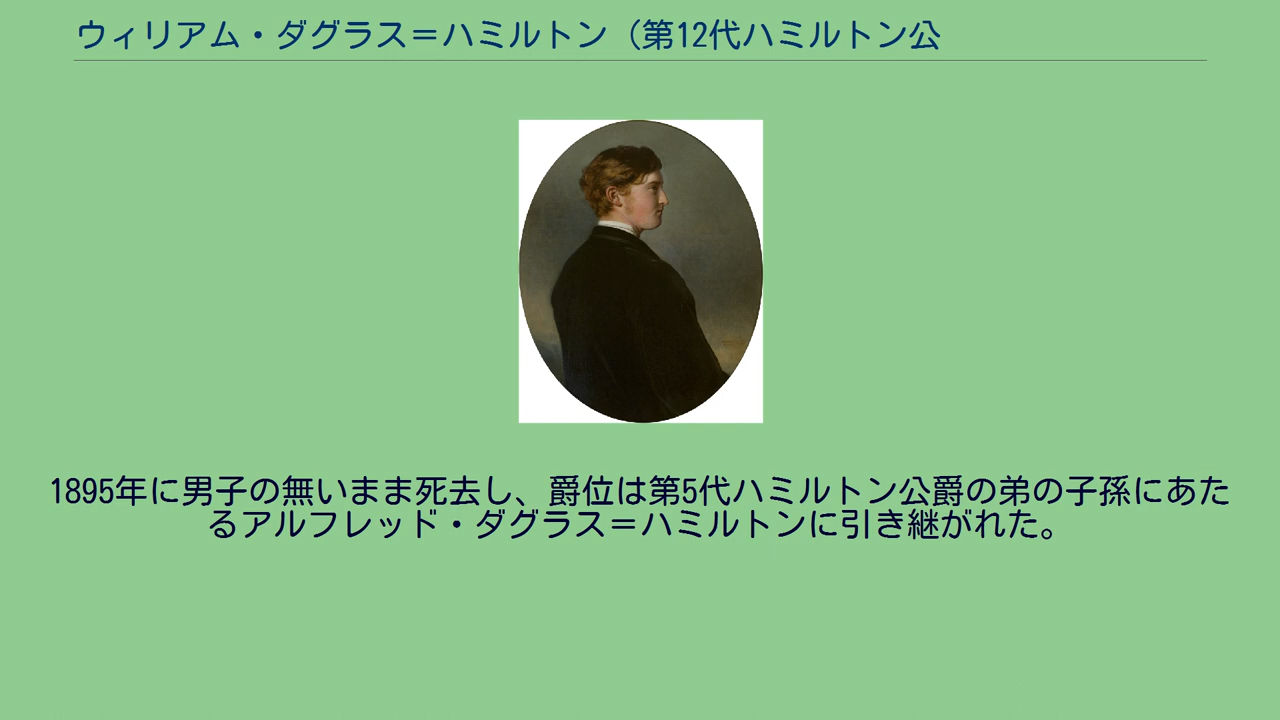 ウィリアム・ダグラス＝ハミルトン（第12代ハミルトン公
1895年に男子の無いまま死去し、爵位は第5代ハミルトン公爵の弟の子孫にあた
るアルフレッド・ダグラス＝ハミルトンに引き継がれた。